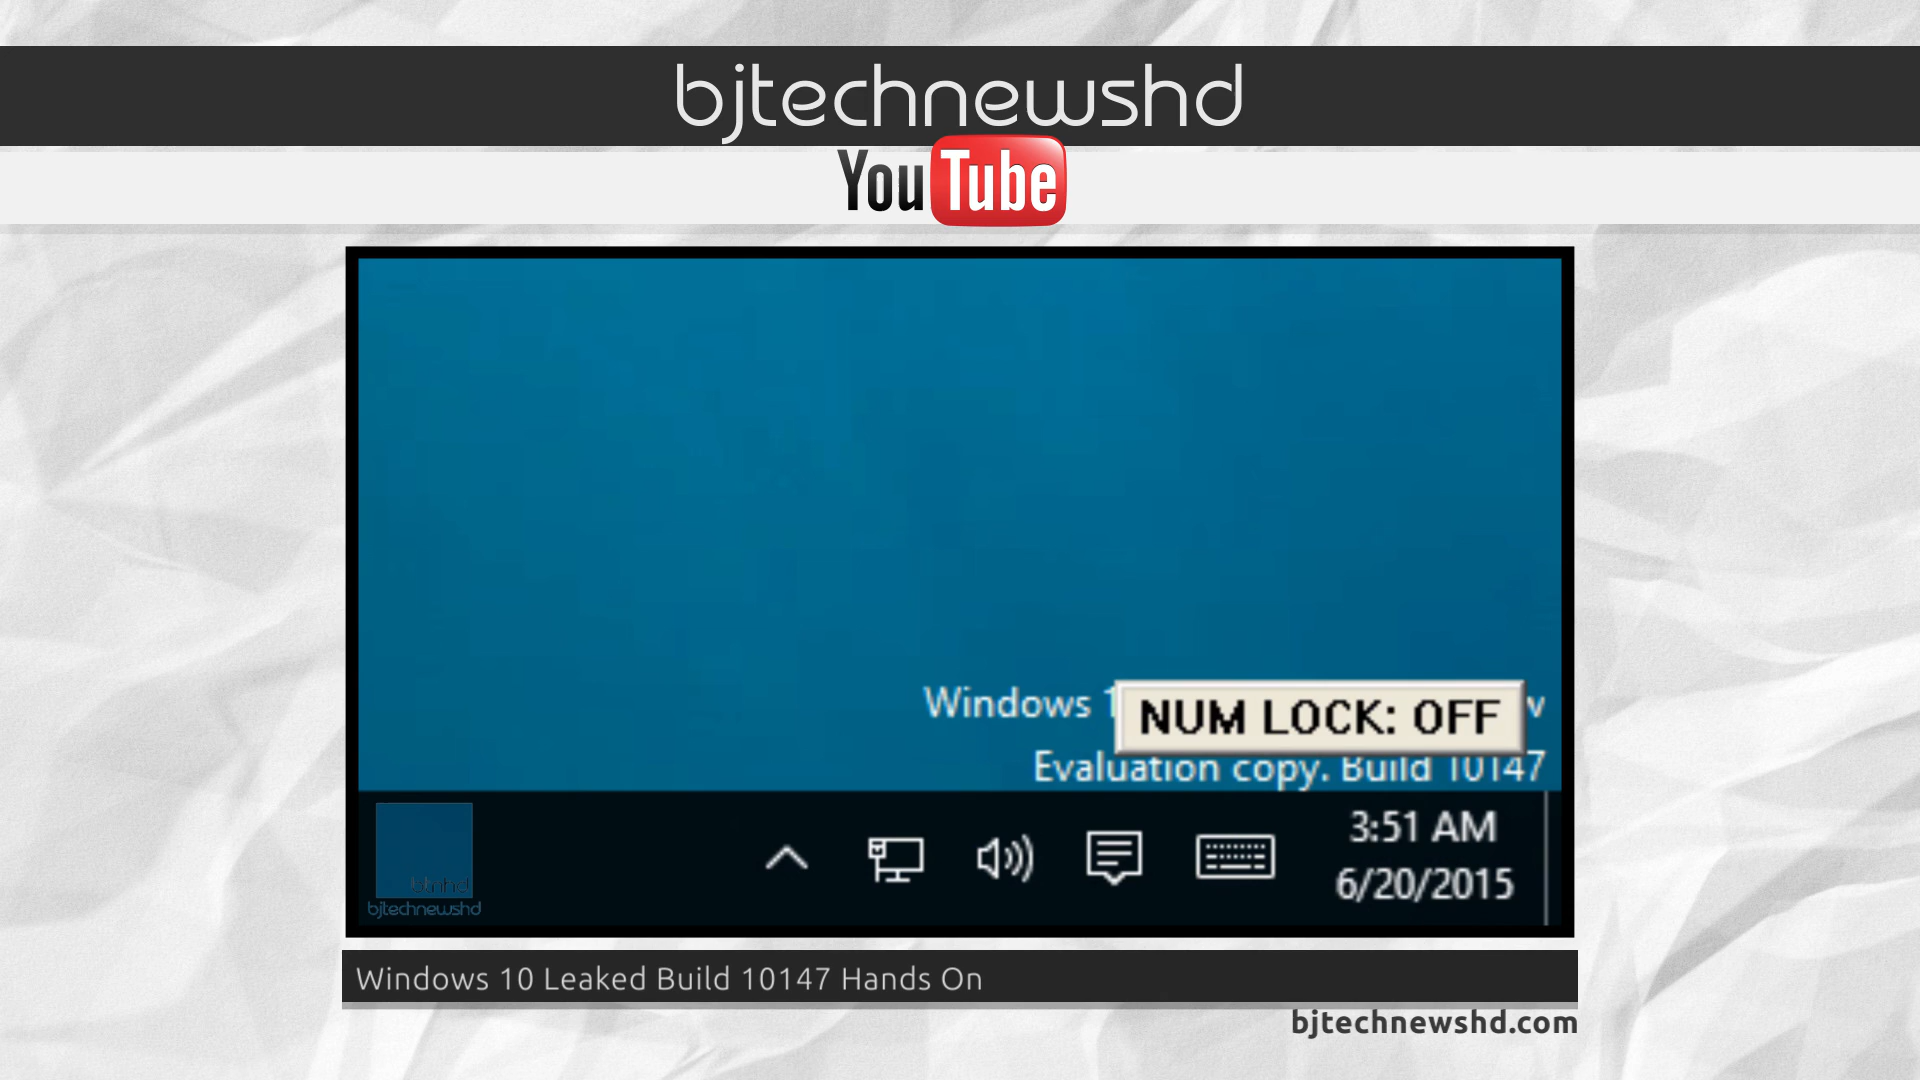 bjtechnewshd
YouTube
Windows
NUM LOCK: OFF
Evaluation copy. Build 10147
3:51 AM
6/20/2015
bjtechnewshd
Windows 10 Leaked Build 10147 Hands On
bjtechnewshd.com